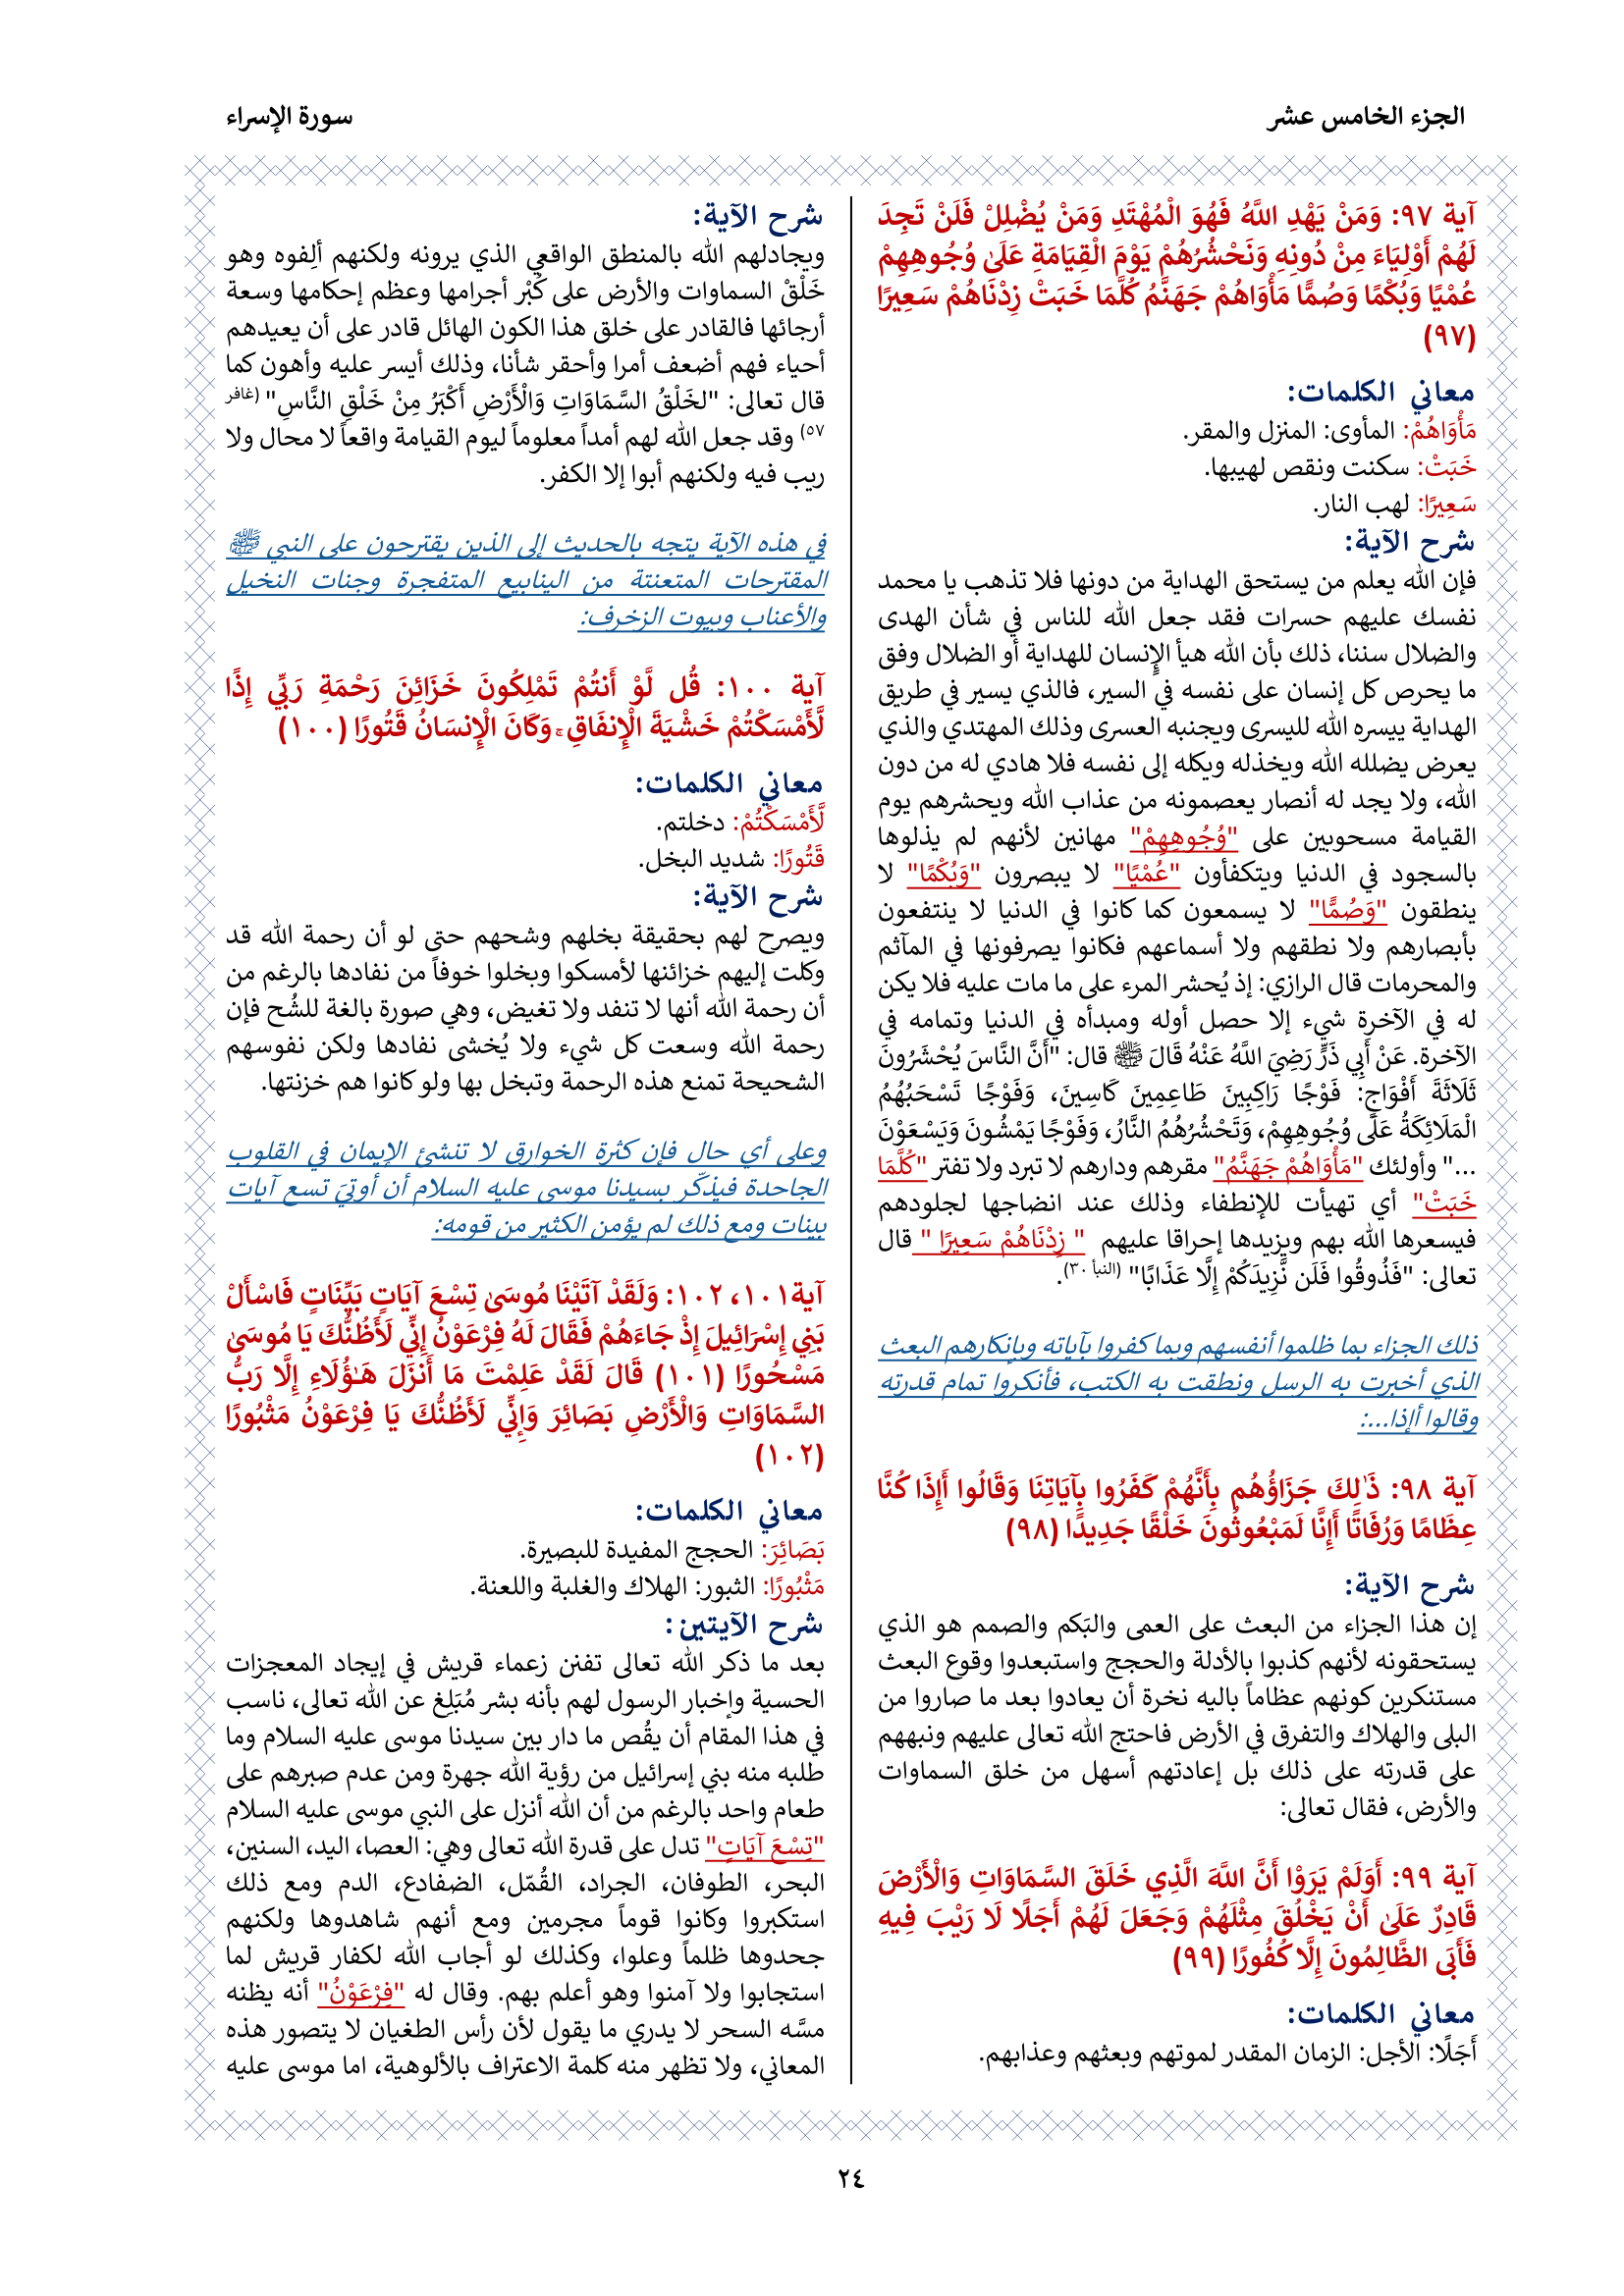 الجزء الخامس عشر
سورة الإسراء
آية ٩٧: وَمَنْ يَهْدِ اللَّهُ فَهُوَ الْمُهْتَدِ وَمَنْ يُضْلِلْ فَلَنْ تَجِدَ
لَهُمْ أَوْلِيَاءَ مِنْ دُونِهِ وَنَحْشُرُهُمْ يَوْمَ الْقِيَامَةِ عَلَىٰ وُجُوهِهِمْ
عُمْيًا وَبُكْمًا وَصُمًّا مَأْوَاهُمْ جَهَنَّمُ كُلَّمَا خَبَتْ زِدْنَاهُمْ سَعِيرًا
(٩٧)
معاني الكلمات:
مَأْوَاهُمْ: المأوى: المنزل والمقر.
خَبَتْ: سكنت ونقص لهيبها.
سَعِيرًا: لهب النار.
شرح الآية:
فإن الله يعلم من يستحق الهداية من دونها فلا تذهب يا محمد
نفسك عليهم حسرات فقد جعل الله للناس في شأن الهدى
والضلال سننا، ذلك بأن الله هيأ الإنسان للهداية أو الضلال وفق
ما يحرص كل إنسان على نفسه في السير، فالذي يسير في طريق
الهداية ييسره الله لليسرى ويجنبه العسرى وذلك المهتدي والذي
يعرض يضلله الله ويخذله ويكله إلى نفسه فلا هادي له من دون
الله، ولا يجد له أنصار يعصمونه من عذاب الله ويحشرهم يوم
القيامة مسحوبين على "وُجُوهِهِمْ" مهانين لأنهم لم يذلوها
بالسجود في الدنيا ويتكفأون "عُمْيًا" لا يبصرون "وَبُكْمًا" لا
ينطقون "وَصُمًّا" لا يسمعون كما كانوا في الدنيا لا ينتفعون
بأبصارهم ولا نطقهم ولا أسماعهم فكانوا يصرفونها في المآثم
والمحرمات قال الرازي: إذ يُحشر المرء على ما مات عليه فلا يكن
له في الآخرة شيء إلا حصل أوله ومبدأه في الدنيا وتمامه في
الآخرة. عَنْ أَبِي ذَرٍّ رَضِيَ اللَّهُ عَنْهُ قَالَ ﷺ قال: "أَنَّ النَّاسَ يُحْشَرُونَ
ثَلَاثَةَ أَفْوَاجٍ: فَوْجًا رَاكِبِينَ طَاعِمِينَ كَاسِينَ، وَفَوْجًا تَسْحَبُهُمُ
الْمَلَائِكَةُ عَلَى وُجُوهِهِمْ، وَتَحْشُرُهُمُ النَّارُ، وَفَوْجًا يَمْشُونَ وَيَسْعَوْنَ
..." وأولئك "مَأْوَاهُمْ جَهَنَّمُ" مقرهم ودارهم لا تبرد ولا تفتر "كُلَّمَا
خَبَتْ" أي تهيأت للإنطفاء وذلك عند انضاجها لجلودهم
فيسعرها الله بهم ويزيدها إحراقا عليهم " زِدْنَاهُمْ سَعِيرًا " قال
تعالى: "فَذُوقُوا فَلَن نَّزِيدَكُمْ إِلَّا عَذَابًا" (النبأ ٣٠).
ذلك الجزاء بما ظلموا أنفسهم وبما كفروا بآياته وبإنكارهم البعث
الذي أخبرت به الرسل ونطقت به الكتب، فأنكروا تمام قدرته
وقالوا أإذا...:
آية ٩٨: ذَٰلِكَ جَزَاؤُهُم بِأَنَّهُمْ كَفَرُوا بِآيَاتِنَا وَقَالُوا أَإِذَا كُنَّا
عِظَامًا وَرُفَاتًا أَإِنَّا لَمَبْعُوثُونَ خَلْقًا جَدِيدًا (٩٨)
شرح الآية:
إن هذا الجزاء من البعث على العمى والبَكم والصمم هو الذي
يستحقونه لأنهم كذبوا بالأدلة والحجج واستبعدوا وقوع البعث
مستنكرين كونهم عظاماً باليه نخرة أن يعادوا بعد ما صاروا من
البلى والهلاك والتفرق في الأرض فاحتج الله تعالى عليهم ونبههم
على قدرته على ذلك بل إعادتهم أسهل من خلق السماوات
والأرض، فقال تعالى:
آية ٩٩: أَوَلَمْ يَرَوْا أَنَّ اللَّهَ الَّذِي خَلَقَ السَّمَاوَاتِ وَالْأَرْضَ
قَادِرٌ عَلَىٰ أَنْ يَخْلُقَ مِثْلَهُمْ وَجَعَلَ لَهُمْ أَجَلًا لَا رَيْبَ فِيهِ
فَأَبَى الظَّالِمُونَ إِلَّا كُفُورًا (٩٩)
معاني الكلمات:
أَجَلًا: الأجل: الزمان المقدر لموتهم وبعثهم وعذابهم.
شرح الآية:
ويجادلهم الله بالمنطق الواقعي الذي يرونه ولكنهم ألِفوه وهو
خَلْقْ السماوات والأرض على كُبْر أجرامها وعظم إحكامها وسعة
أرجائها فالقادر على خلق هذا الكون الهائل قادر على أن يعيدهم
أحياء فهم أضعف أمرا وأحقر شأنا، وذلك أيسر عليه وأهون كما
قال تعالى: "لخَلْقُ السَّمَاوَاتِ وَالْأَرْضِ أَكْبَرُ مِنْ خَلْقِ النَّاسِ" (غافر
٥٧) وقد جعل الله لهم أمداً معلوماً ليوم القيامة واقعاً لا محال ولا
ريب فيه ولكنهم أبوا إلا الكفر.
في هذه الآية يتجه بالحديث إلى الذين يقترحون على النبي ﷺ
المقترحات المتعنتة من الينابيع المتفجرة وجنات النخيل
والأعناب وبيوت الزخرف:
آية ١٠٠: قُل لَّوْ أَنتُمْ تَمْلِكُونَ خَزَائِنَ رَحْمَةِ رَبِّي إِذًا
لَّأَمْسَكْتُمْ خَشْيَةَ الْإِنفَاقِ ۚ وَكَانَ الْإِنسَانُ قَتُورًا (١٠٠)
معاني الكلمات:
لَّأَمْسَكْتُمْ: دخلتم.
قَتُورًا: شديد البخل.
شرح الآية:
ويصرح لهم بحقيقة بخلهم وشحهم حتى لو أن رحمة الله قد
وكلت إليهم خزائنها لأمسكوا وبخلوا خوفاً من نفادها بالرغم من
أن رحمة الله أنها لا تنفد ولا تغيض، وهي صورة بالغة للشُح فإن
رحمة الله وسعت كل شيء ولا يُخشى نفادها ولكن نفوسهم
الشحيحة تمنع هذه الرحمة وتبخل بها ولو كانوا هم خزنتها.
وعلى أي حال فإن كثرة الخوارق لا تنشئ الإيمان في القلوب
الجاحدة فيذكّر بسيدنا موسى عليه السلام أن أوتيَ تسع آيات
بينات ومع ذلك لم يؤمن الكثير من قومه:
آية١٠١، ١٠٢: وَلَقَدْ آتَيْنَا مُوسَىٰ تِسْعَ آيَاتٍ بَيِّنَاتٍ فَاسْأَلْ
بَنِي إِسْرَائِيلَ إِذْ جَاءَهُمْ فَقَالَ لَهُ فِرْعَوْنُ إِنِّي لَأَظُنُّكَ يَا مُوسَىٰ
مَسْحُورًا (١٠١) قَالَ لَقَدْ عَلِمْتَ مَا أَنزَلَ هَـٰؤُلَاءِ إِلَّا رَبُّ
السَّمَاوَاتِ وَالْأَرْضِ بَصَائِرَ وَإِنِّي لَأَظُنُّكَ يَا فِرْعَوْنُ مَثْبُورًا
(١٠٢)
معاني الكلمات:
بَصَائِرَ: الحجج المفيدة للبصيرة.
مَثْبُورًا: الثبور: الهلاك والغلبة واللعنة.
شرح الآيتين:
بعد ما ذكر الله تعالى تفنن زعماء قريش في إيجاد المعجزات
الحسية وإخبار الرسول لهم بأنه بشر مُبَلِغ عن الله تعالى، ناسب
في هذا المقام أن يقُص ما دار بين سيدنا موسى عليه السلام وما
طلبه منه بني إسرائيل من رؤية الله جهرة ومن عدم صبرهم على
طعام واحد بالرغم من أن الله أنزل على النبي موسى عليه السلام
"تِسْعَ آيَاتٍ" تدل على قدرة الله تعالى وهي: العصا، اليد، السنين،
البحر، الطوفان، الجراد، القُمّل، الضفادع، الدم ومع ذلك
استكبروا وكانوا قوماً مجرمين ومع أنهم شاهدوها ولكنهم
جحدوها ظلماً وعلوا، وكذلك لو أجاب الله لكفار قريش لما
استجابوا ولا آمنوا وهو أعلم بهم. وقال له "فِرْعَوْنُ" أنه يظنه
مسَّه السحر لا يدري ما يقول لأن رأس الطغيان لا يتصور هذه
المعاني، ولا تظهر منه كلمة الاعتراف بالألوهية، اما موسى عليه
٢٤